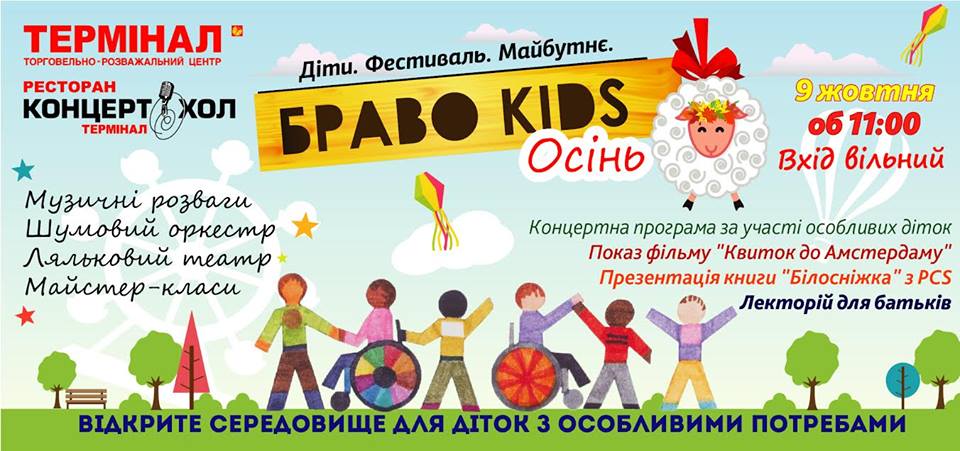 ТЕРМІНАЛ
ТОРГОВЕЛЬНО-РОЗВАЖАЛЬНИЙ ЦЕНТР
РЕСТОРАН
КОНЦЕРТ ХОЛ
ТЕРМІНАЛ
Діти. Фестиваль. Майбутнє.
БРАВО KIDS
Осінь
9 жовтня
об 11:00
Вхід вільний
Музичні розваги
Шумовий оркестр
Ляльковий театр
Майстер-класи
Концертна програма за участі особливих діток
Показ фільму "Квиток до Амстердаму"
Презентація книги "Білосніжка" з PCS
Лекторій для батьків
ВІДКРИТЕ СЕРЕДОВИЩЕ ДЛЯ ДІТОК З ОСОБЛИВИМИ ПОТРЕБАМИ